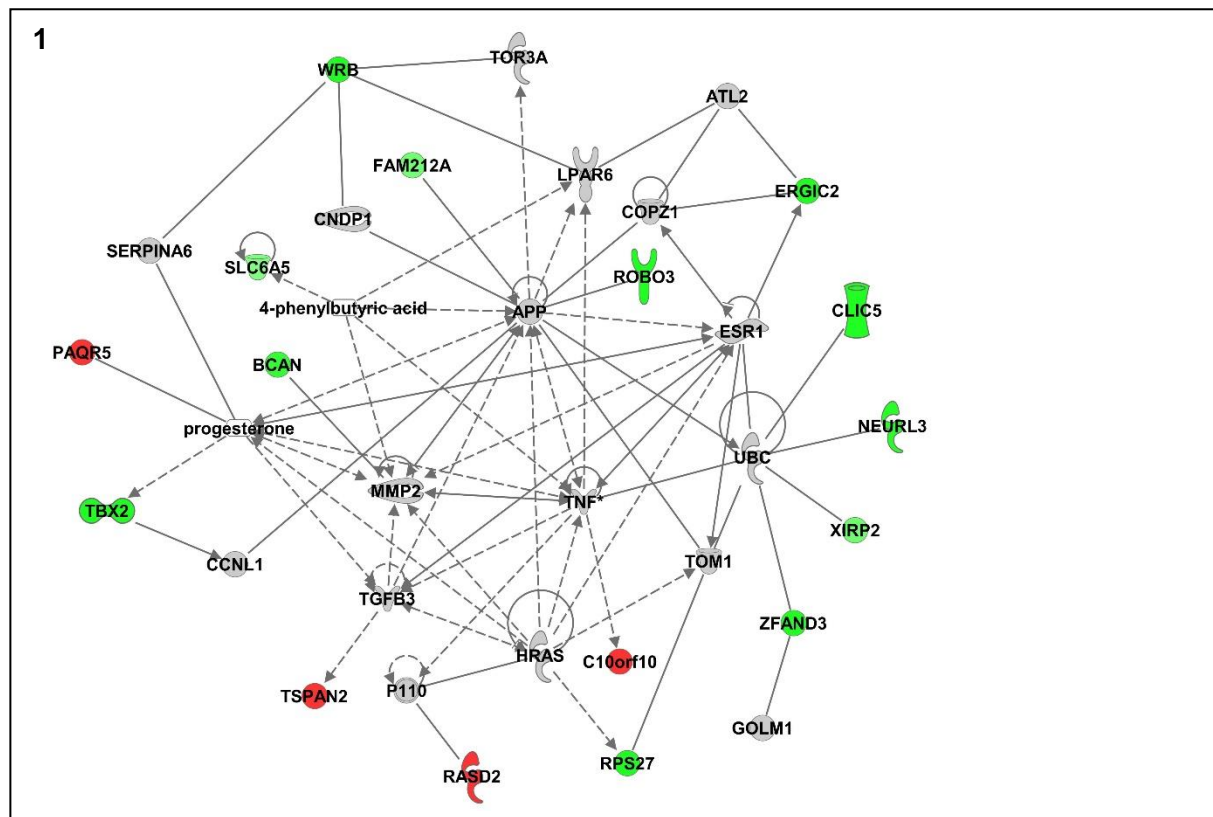 1
TOR3A
WRB
ATL2
FAM212A
LPAR6
ERGIC2
COPZ1
CNDP1
SERPINA6
SLC6A5
ROBO3
4-phenylbutyric acid
APP
CLIC5
ESR1
PAQR5
BCAN
progesterone
NEURL3
UBC
MMP2
TNF*
TBX2
XIRP2
CCNL1
TOM1
TGFB3
ZFAND3
HRAS
C10orf10
TSPAN2
P110
GOLM1
RPS27
RASD2